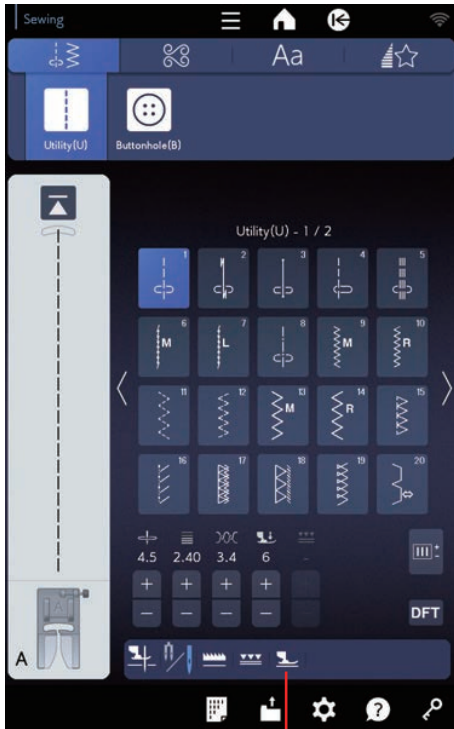 Sewing
Aa
Utility(U) Buttonhole(B)
Utility(U) - 1 / 2
1 2 3 4 5
6 M 7 L 8 9 M 10 R
11 12 13 M 14 R 15
16 17 18 19 20
4.5 2.40 3.4 6 -
+ + + +
- - - -
DFT
A
A
?